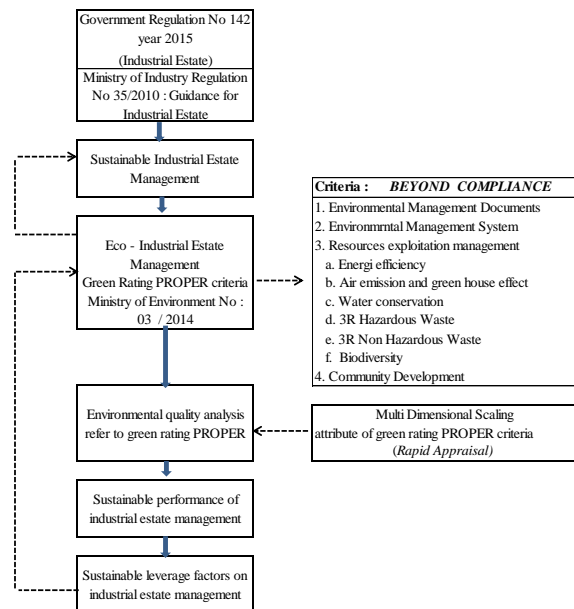 Government Regulation No 142
year 2015
(Industrial Estate)
Ministry of Industry Regulation
No 35/2010 : Guidance for
Industrial Estate
Sustainable Industrial Estate
Management
Eco - Industrial Estate
Management
Green Rating PROPER criteria
Ministry of Environment No :
03 / 2014
Criteria : BEYOND COMPLIANCE
1. Environmental Management Documents
2. Environmrntal Management System
3. Resources exploitation management
a. Energi efficiency
b. Air emission and green house effect
c. Water conservation
d. 3R Hazardous Waste
e. 3R Non Hazardous Waste
f. Biodiversity
4. Community Development
Environmental quality analysis
refer to green rating PROPER
Multi Dimensional Scaling
attribute of green rating PROPER criteria
(Rapid Appraisal)
Sustainable performance of
industrial estate management
Sustainable leverage factors on
industrial estate management